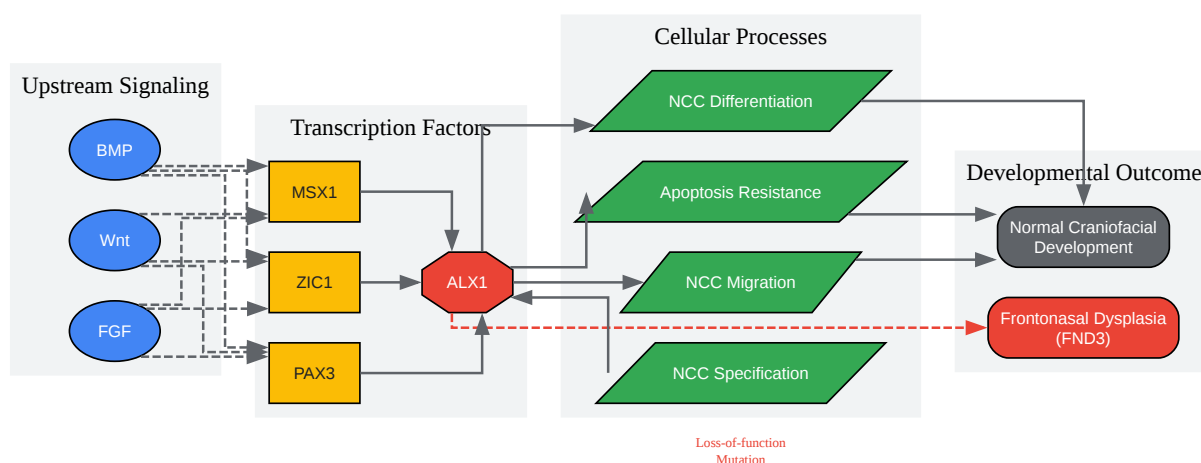 Upstream Signaling
BMP
Wnt
FGF
Transcription Factors
MSX1
ZIC1
PAX3
ALX1
Cellular Processes
NCC Differentiation
Apoptosis Resistance
NCC Migration
NCC Specification
Developmental Outcome
Normal Craniofacial
Development
Frontonasal Dysplasia
(FND3)
Loss-of-function
Mutation